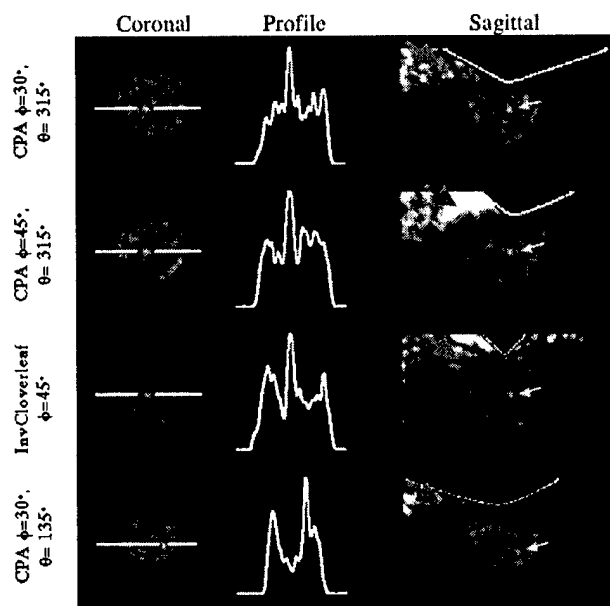 Coronal Profile Sagittal
CPA ϕ=30°,
θ= 315°
CPA ϕ=45°,
θ= 315°
InvCloverleaf
ϕ=45°
CPA ϕ=30°,
θ= 135°